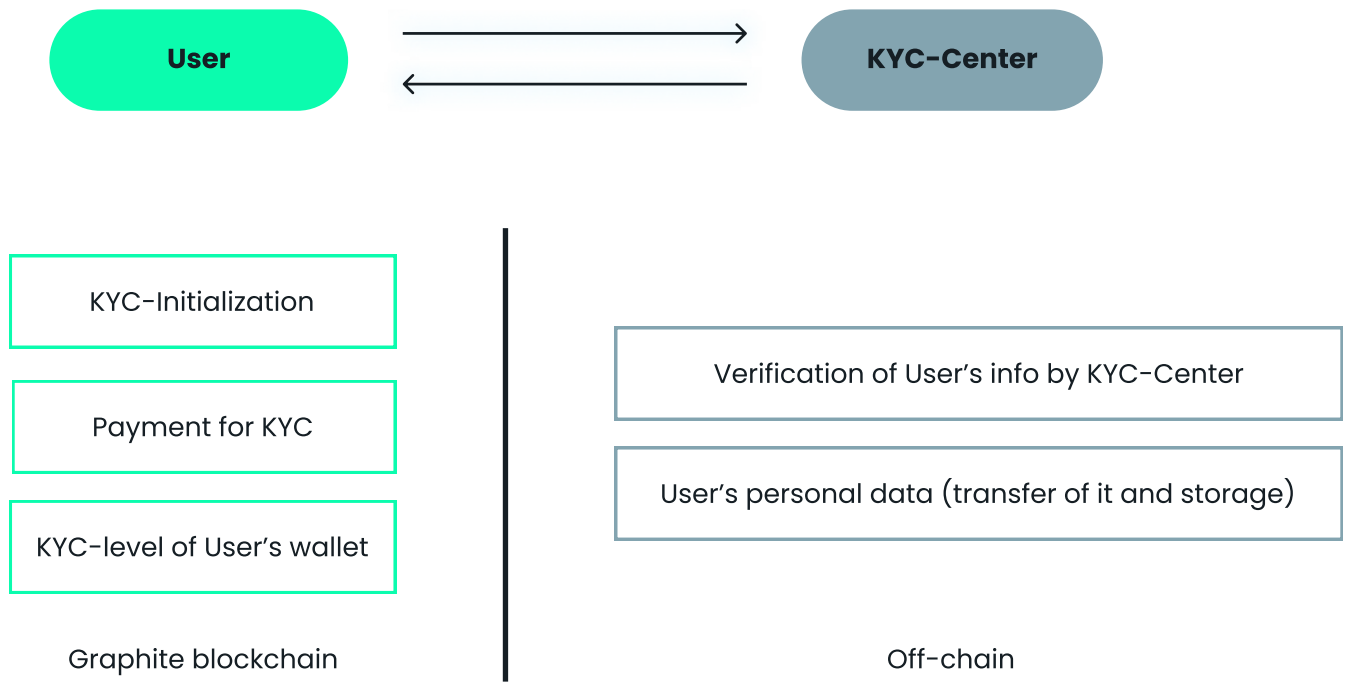 User
KYC-Center
KYC-Initialization
Payment for KYC
KYC-level of User’s wallet
Graphite blockchain
Verification of User’s info by KYC-Center
User’s personal data (transfer of it and storage)
Off-chain